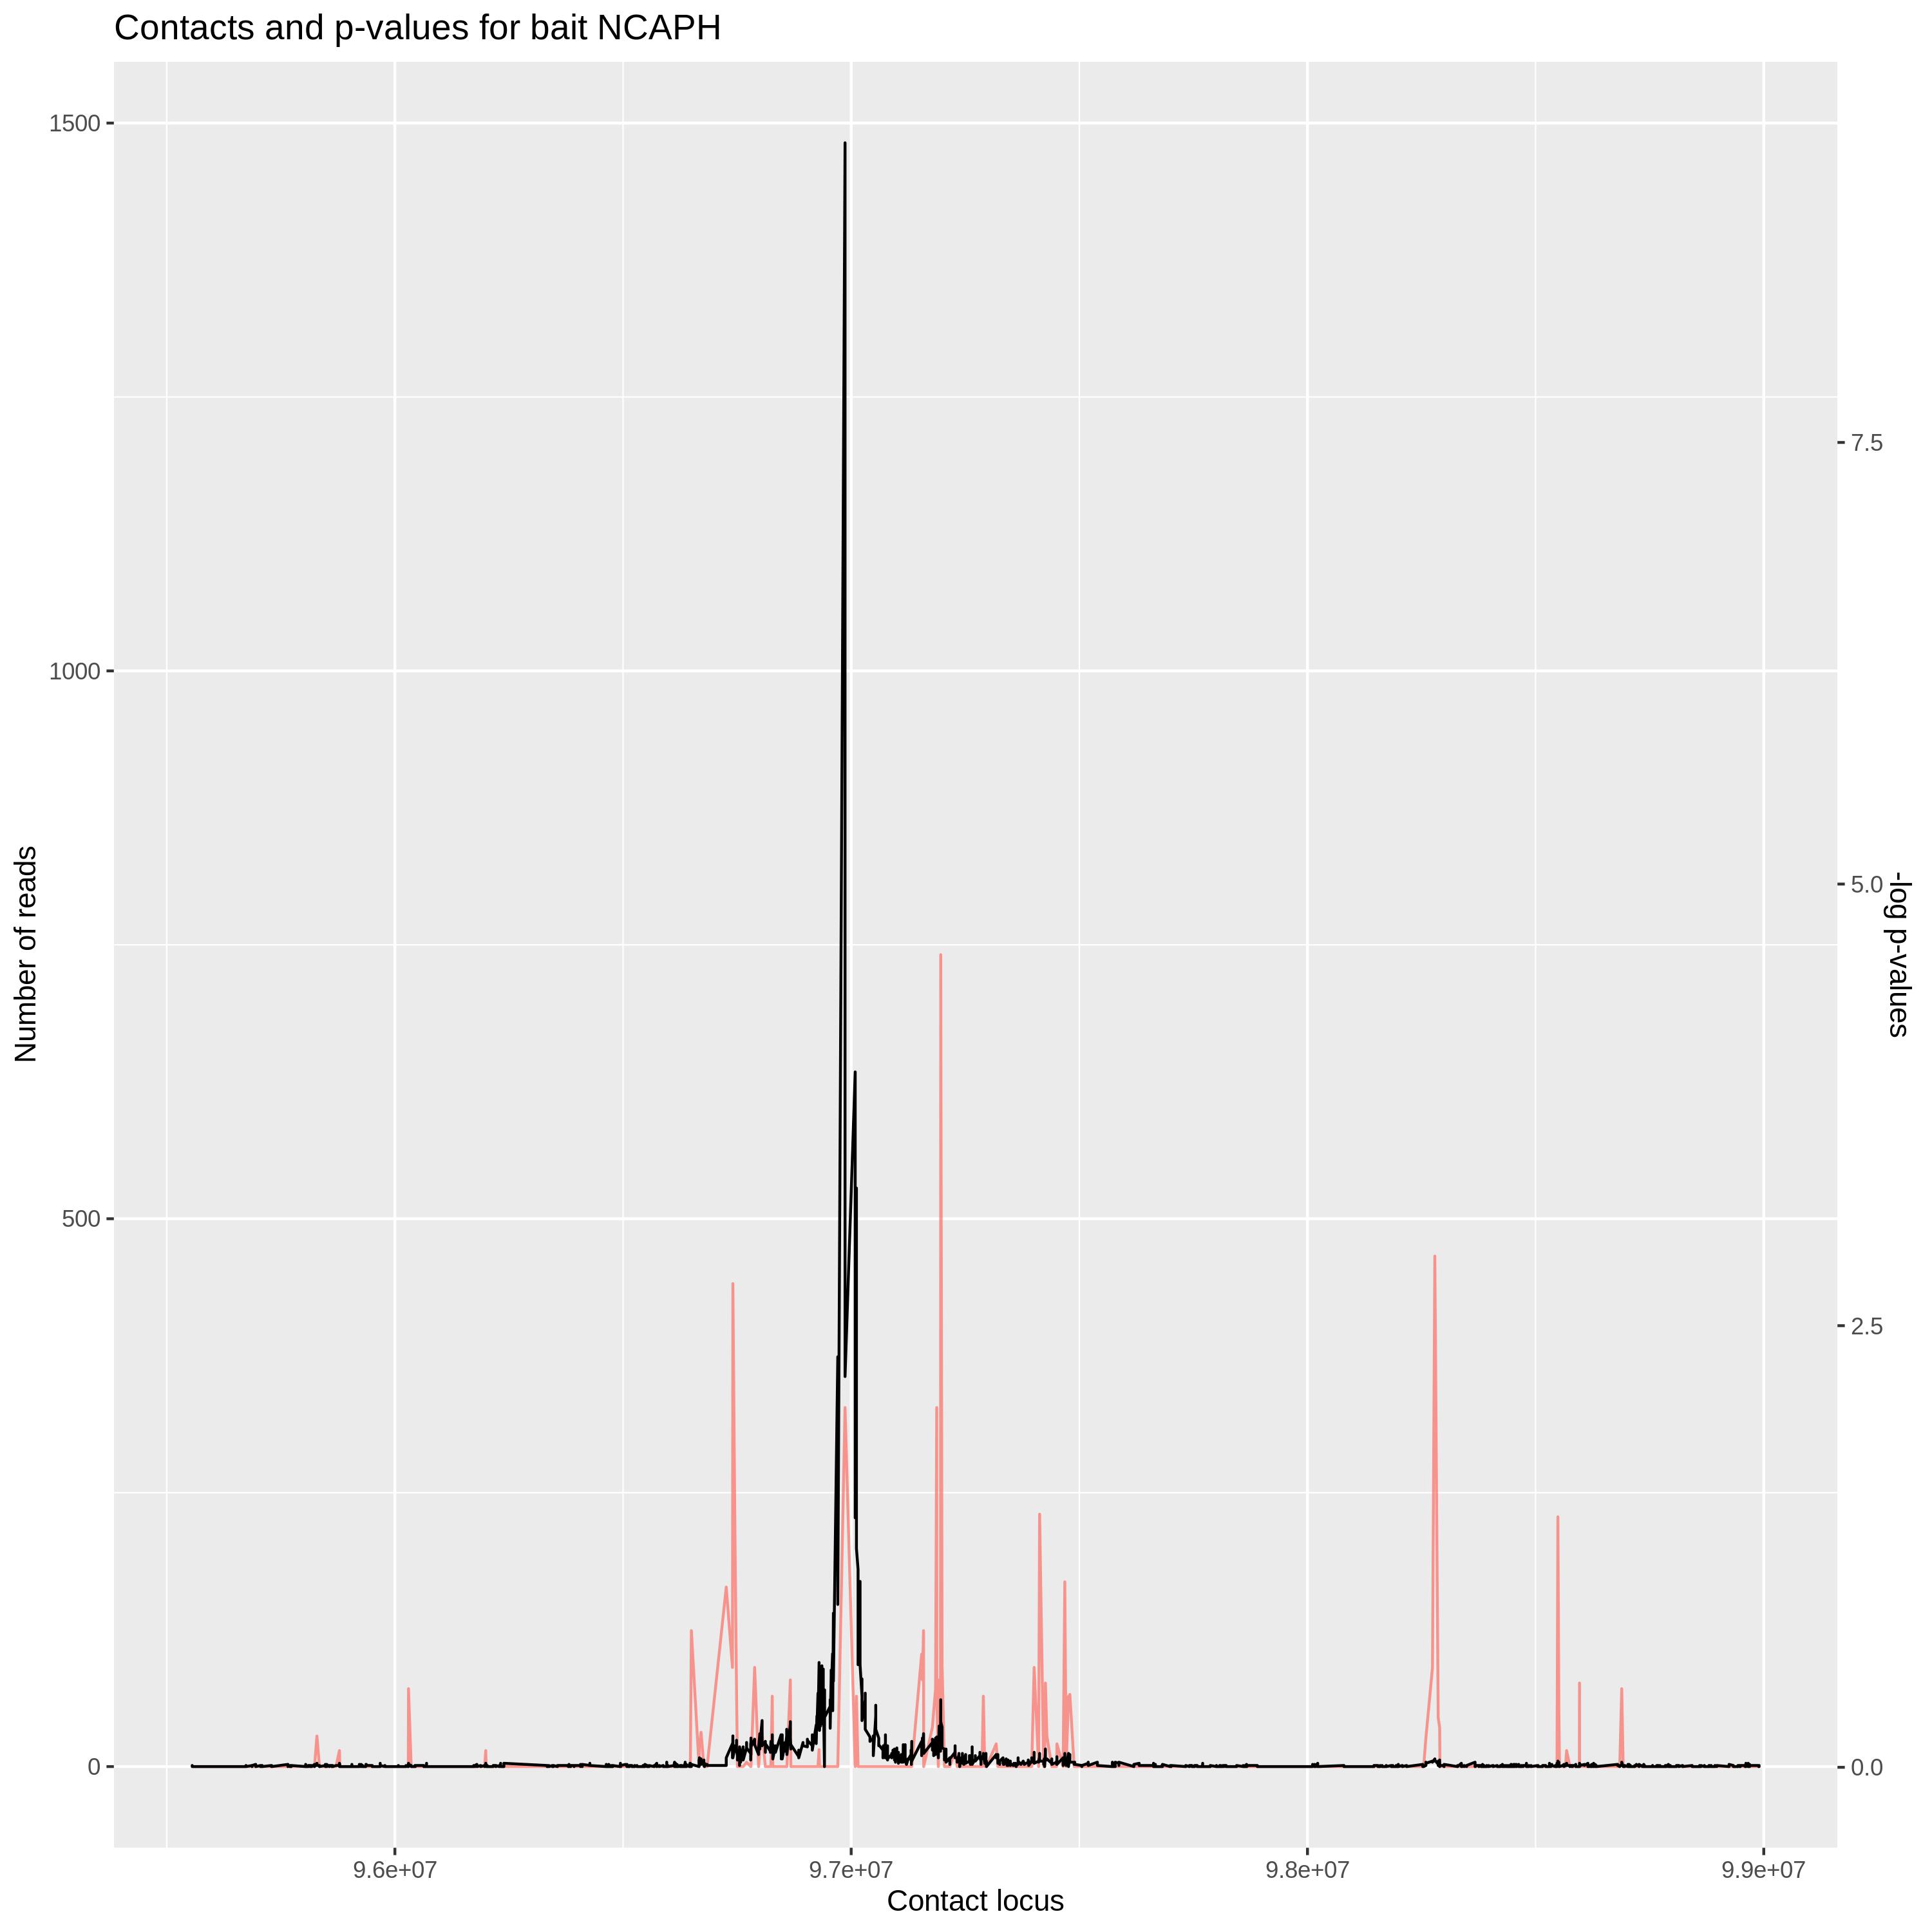 Contacts and p-values for bait NCAPH
1500
1000
500
0
Number of reads
7.5
5.0
2.5
0.0
-log p-values
9.6e+07
9.7e+07
9.8e+07
9.9e+07
Contact locus